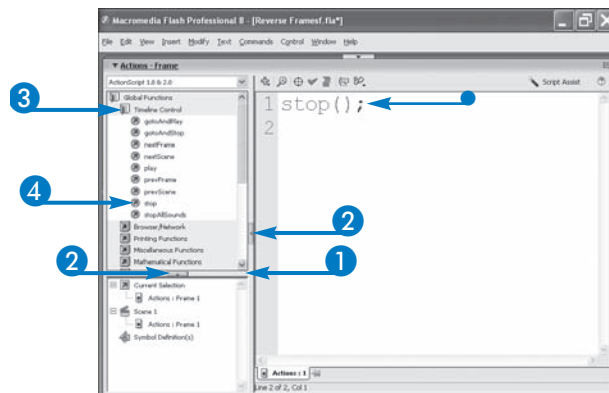 Macromedia Flash Professional 8 - [Reverse Framesf.fla*]
File Edit View Insert Modify Text Commands Control Window Help
Actions - Frame
ActionScript 1.0 & 2.0
Script Assist
Global Functions
Timeline Control
gotoAndPlay
gotoAndStop
nextFrame
nextScene
play
prevFrame
prevScene
stop
stopAllSounds
Browser/Network
Printing Functions
Miscellaneous Functions
Mathematical Functions
Current Selection
Actions : Frame 1
Scene 1
Actions : Frame 1
Symbol Definition(s)
1 stop();
2
Actions : 1
Line 2 of 2, Col 1
3
4
2
2
1